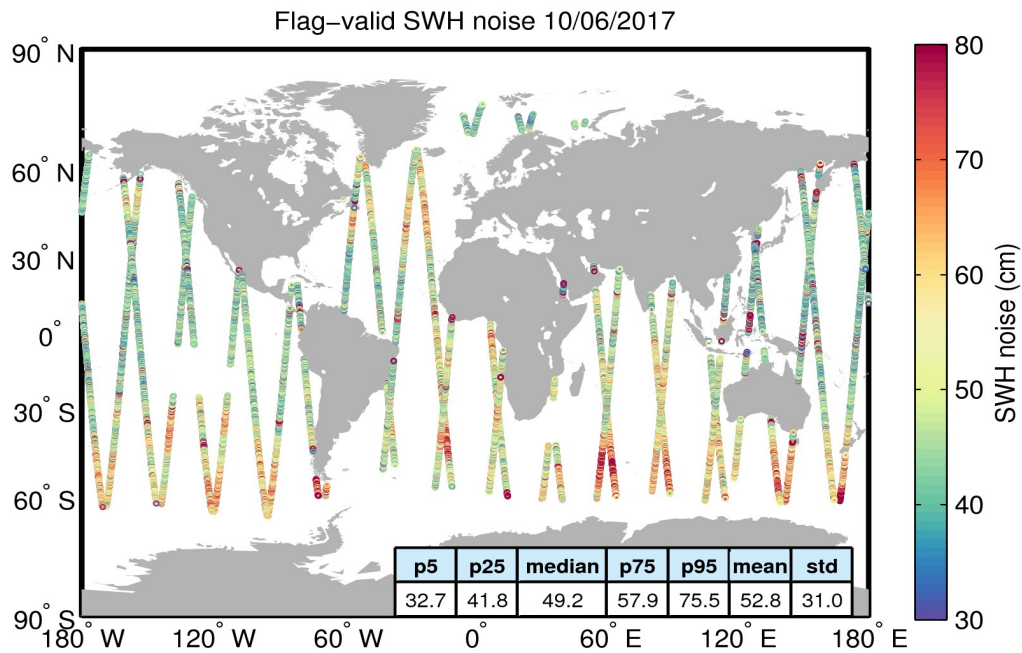 Flag−valid SWH noise 10/06/2017
90° N
60° N
30° N
0°
30° S
60° S
90° S
180° W 120° W 60° W 0° 60° E 120° E 180° E
p5 p25 median p75 p95 mean std
32.7 41.8 49.2 57.9 75.5 52.8 31.0
80
70
60
50
40
30
SWH noise (cm)